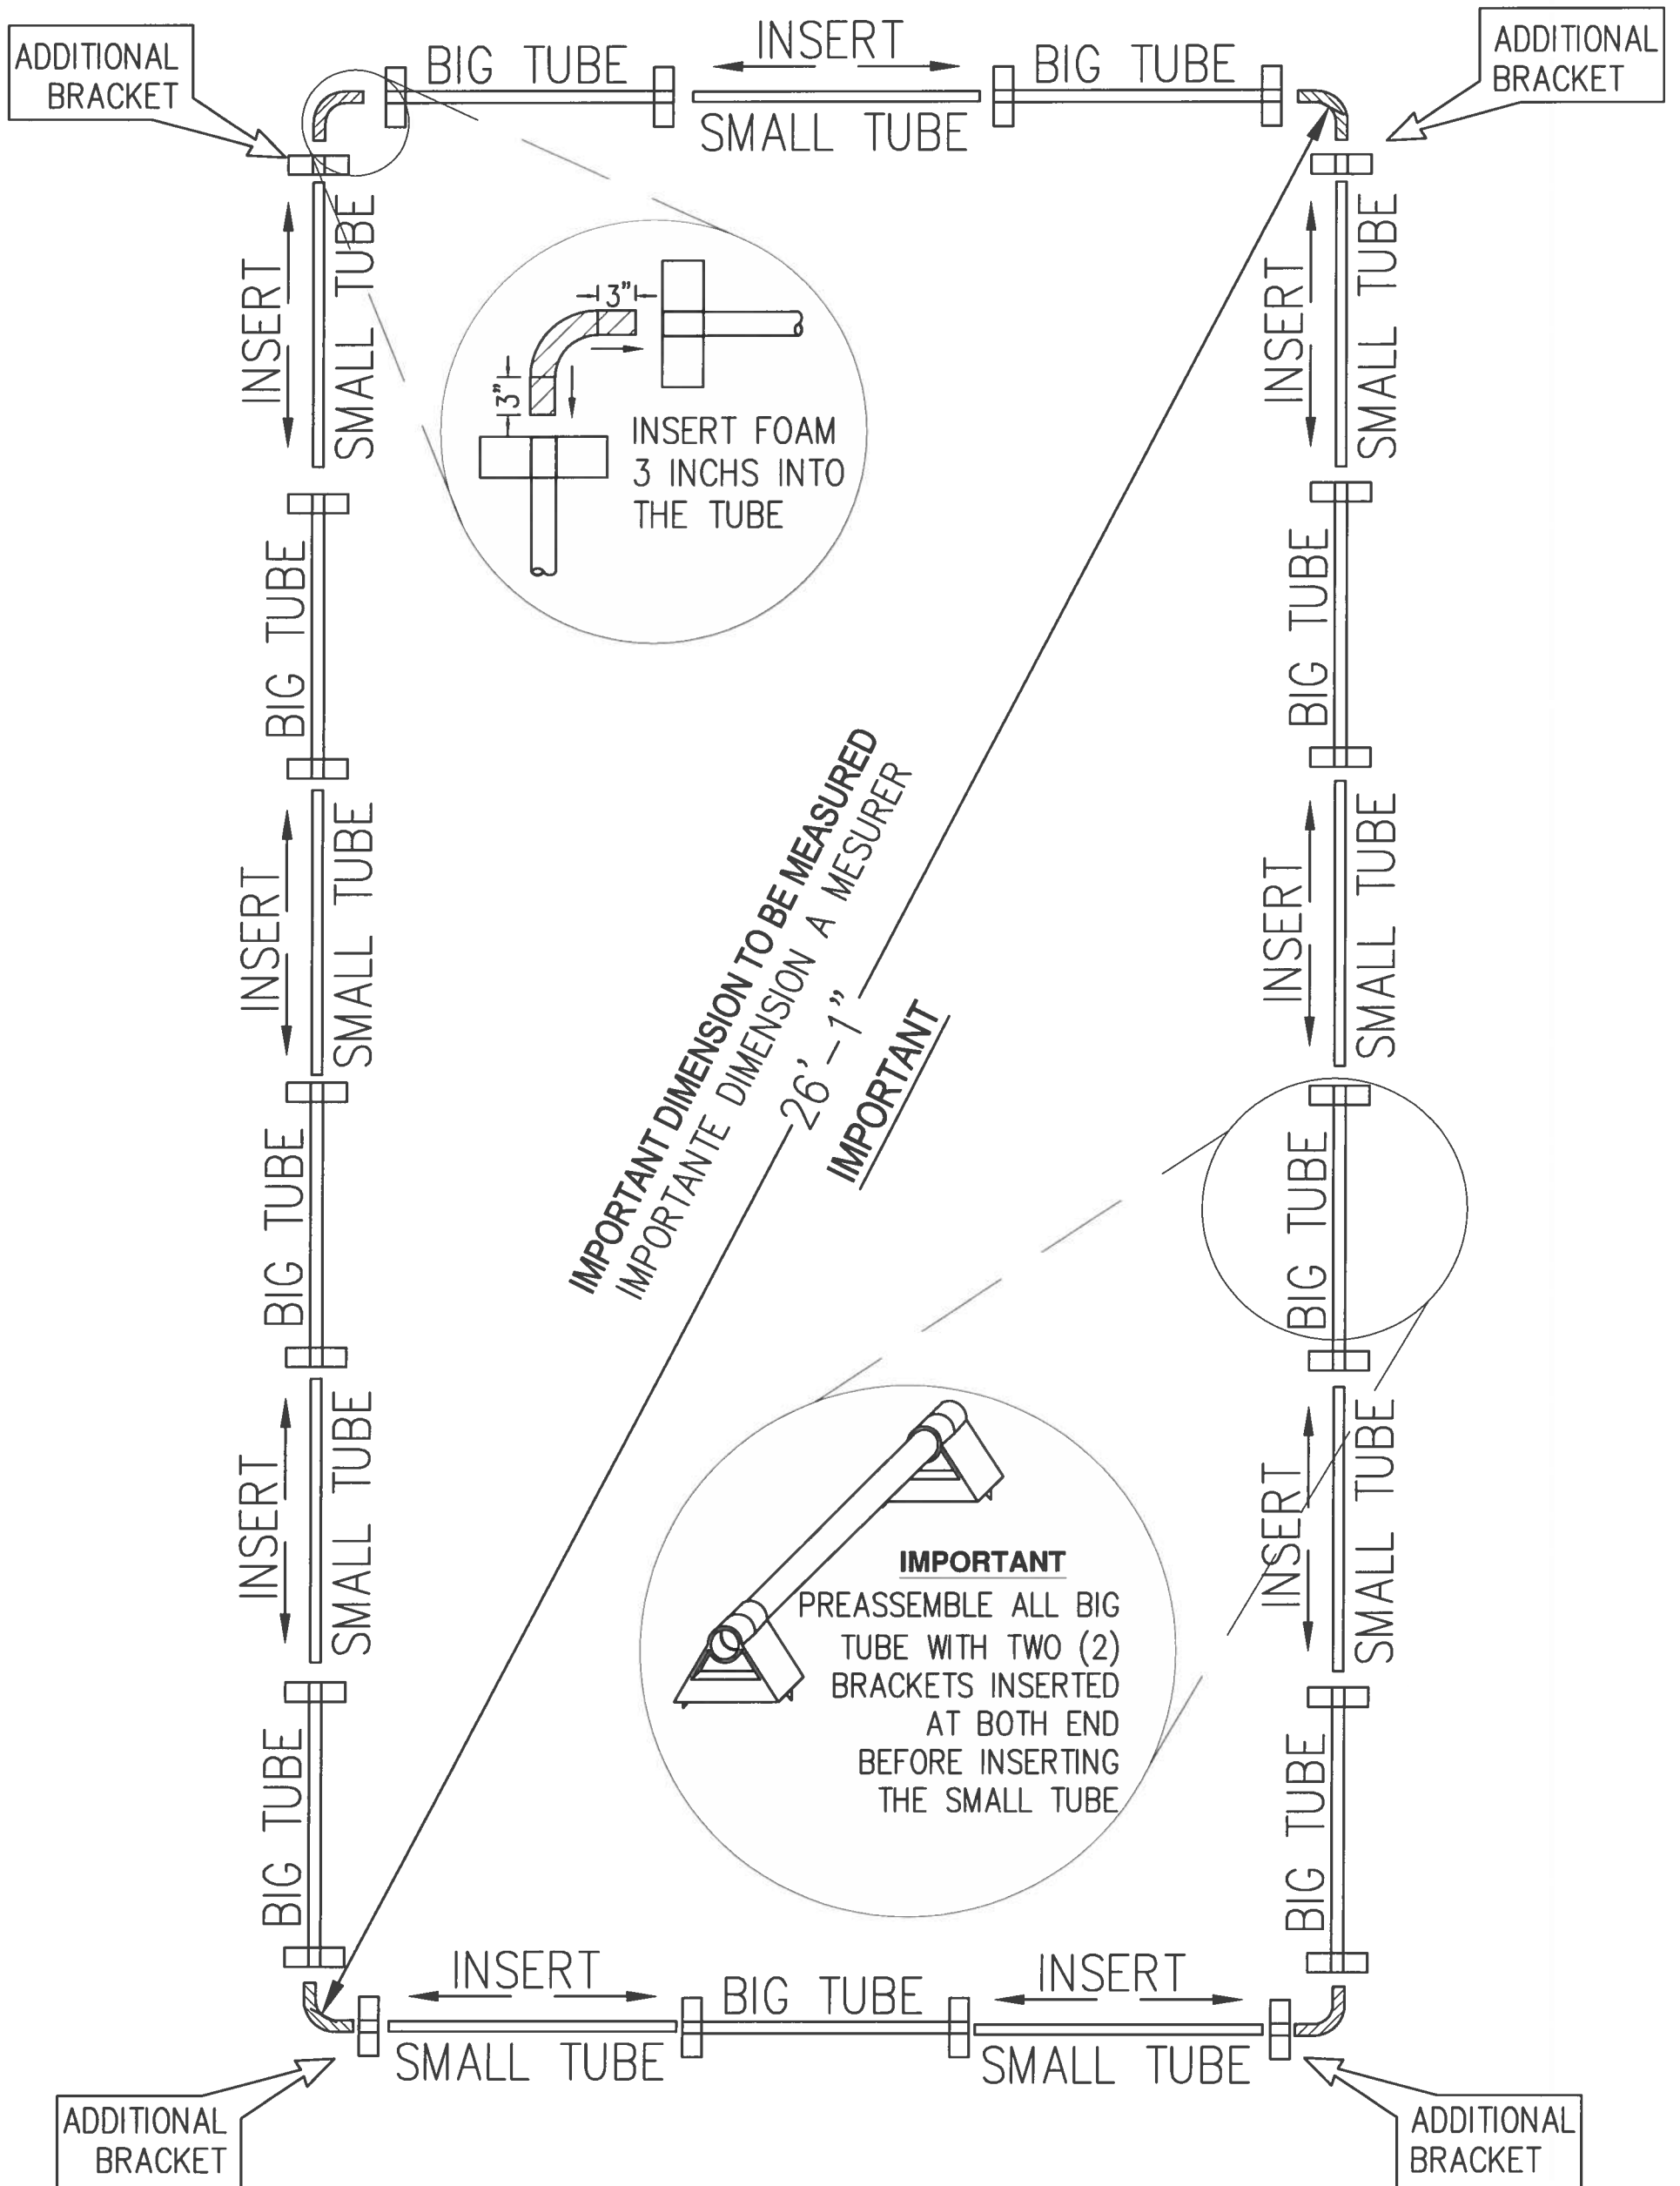 ADDITIONAL
BRACKET
BIG TUBE
INSERT
SMALL TUBE
BIG TUBE
ADDITIONAL
BRACKET
INSERT
SMALL TUBE
3"
3"
INSERT FOAM
3 INCHS INTO
THE TUBE
INSERT
SMALL TUBE
BIG TUBE
BIG TUBE
INSERT
SMALL TUBE
IMPORTANT DIMENSION TO BE MEASURED
IMPORTANTE DIMENSION A MESURER
26'-1"
IMPORTANT
INSERT
SMALL TUBE
BIG TUBE
BIG TUBE
INSERT
SMALL TUBE
IMPORTANT
PREASSEMBLE ALL BIG
TUBE WITH TWO (2)
BRACKETS INSERTED
AT BOTH END
BEFORE INSERTING
THE SMALL TUBE
INSERT
SMALL TUBE
BIG TUBE
BIG TUBE
INSERT
SMALL TUBE
BIG TUBE
INSERT
SMALL TUBE
ADDITIONAL
BRACKET
ADDITIONAL
BRACKET